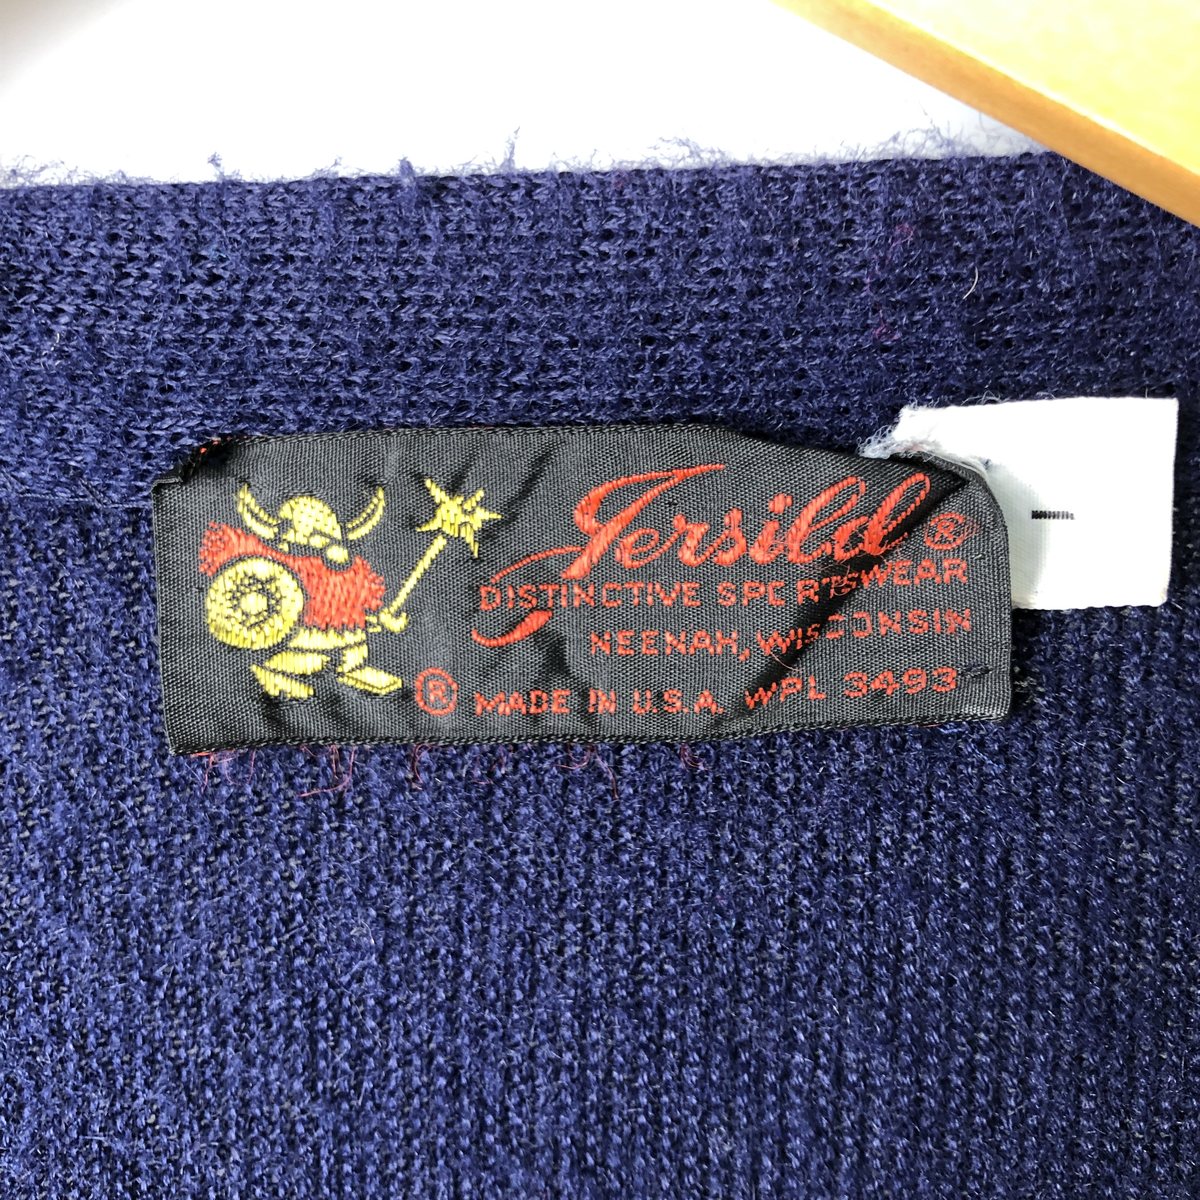 Jersild ®
DISTINCTIVE SPORTSWEAR
NEENAH, WISCONSIN
® MADE IN U.S.A. WPL 3493